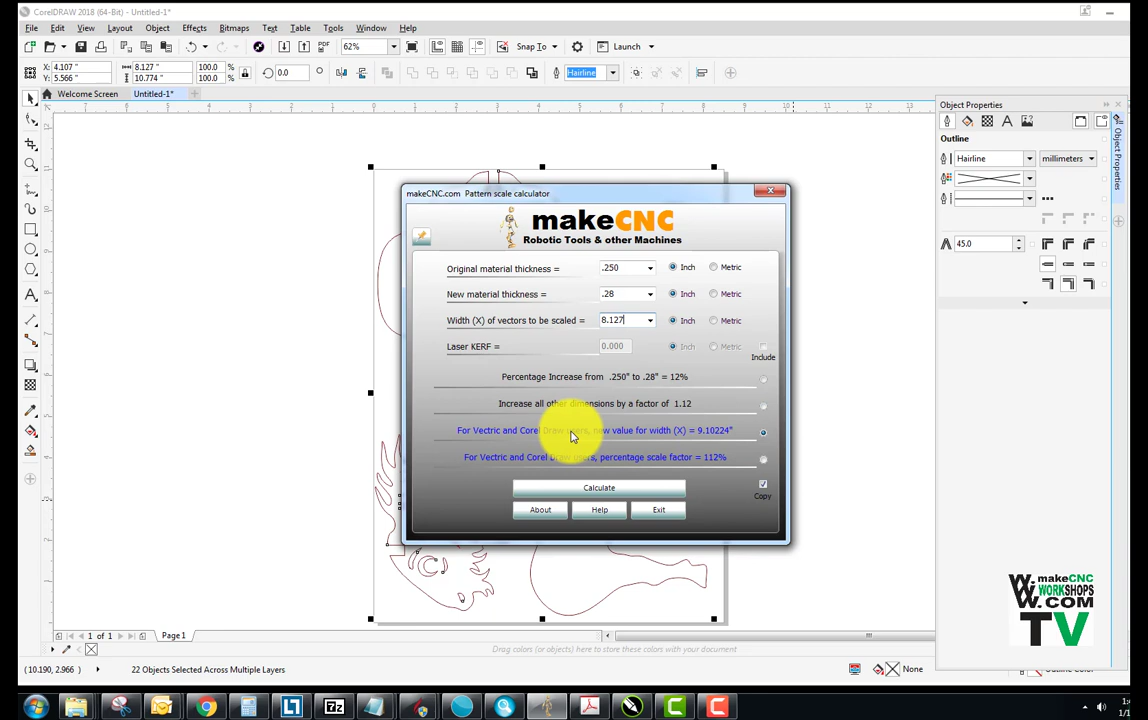 CorelDRAW 2018 (64-Bit) - Untitled-1*
File Edit View Layout Object Effects Bitmaps Text Table Tools Window Help
PDF 62% Snap To Launch
X: 4.107 " 8.127 " 100.0 %
Y: 5.566 " 10.774 " 100.0 % 0.0 ° Hairline
Welcome Screen Untitled-1*
Object Properties
Outline
Hairline millimeters
45.0
Object Properties
makeCNC.com Pattern scale calculator
makeCNC
Robotic Tools & other Machines
Original material thickness = .250 Inch Metric
New material thickness = .28 Inch Metric
Width (X) of vectors to be scaled = 8.127 Inch Metric
Laser KERF = 0.000 Inch Metric Include
Percentage Increase from .250" to .28" = 12%
Increase all other dimensions by a factor of 1.12
For Vectric and Corel Draw users, new value for width (X) = 9.10224"
For Vectric and Corel Draw users, percentage scale factor = 112%
Calculate
Copy
About Help Exit
makeCNC
WORKSHOPS
WW.COM
TV
1 of 1 Page1
Drag colors (or objects) here to store these colors with your document
(10.190, 2.966) 22 Objects Selected Across Multiple Layers None